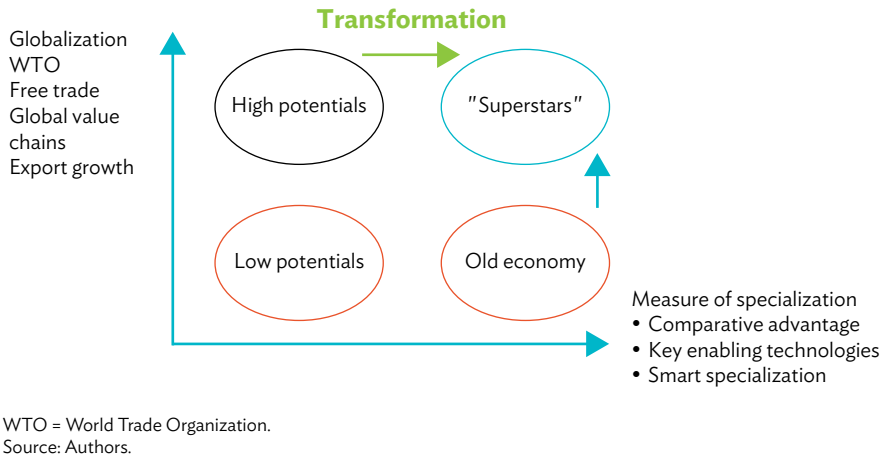 Transformation
Globalization
WTO
Free trade
Global value
chains
Export growth
High potentials
"Superstars"
Low potentials
Old economy
Measure of specialization
• Comparative advantage
• Key enabling technologies
• Smart specialization
WTO = World Trade Organization.
Source: Authors.